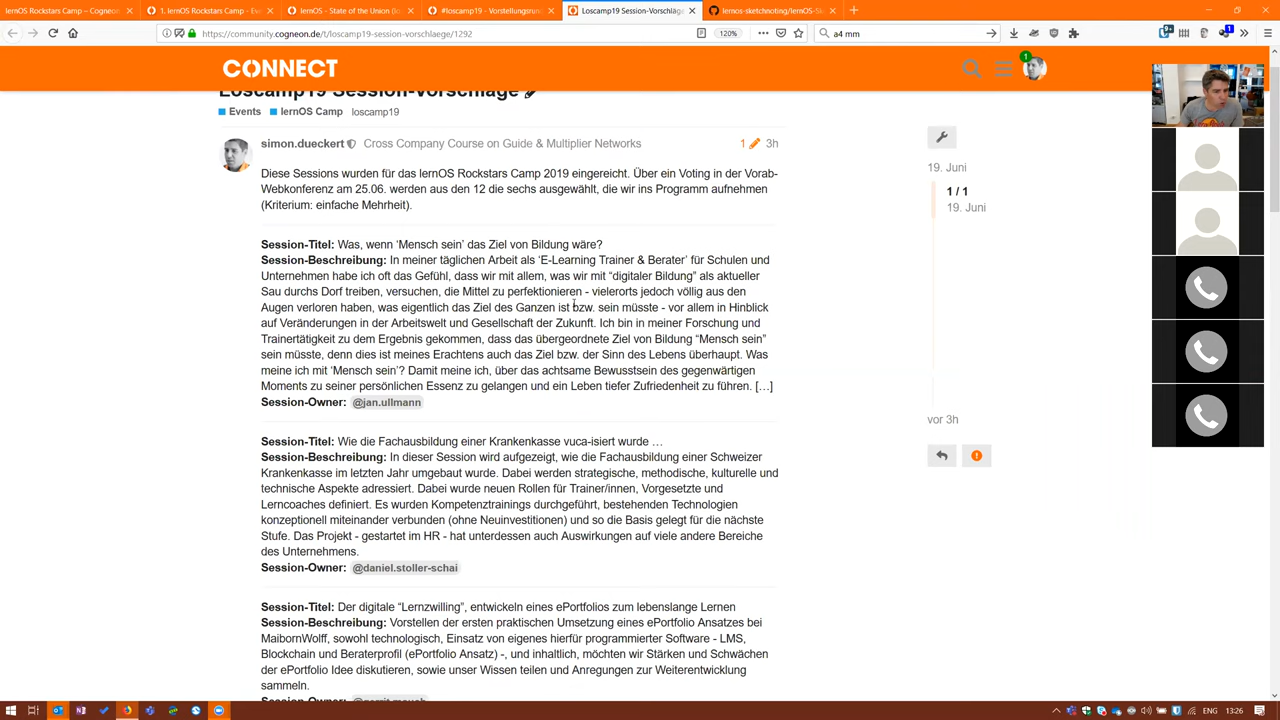 lernOS Rockstars Camp – Cogneon
1. lernOS Rockstars Camp - Eve
lernOS - State of the Union (lo
#loscamp19 - Vorstellungsrun
Loscamp19 Session-Vorschläge
lernos-sketchnoting/lernOS-Sk
https://community.cogneon.de/t/loscamp19-session-vorschlaege/1292
120%
a4 mm
CONNECT
1
Loscamp19 Session-Vorschläge
Events lernOS Camp loscamp19
simon.dueckert Cross Company Course on Guide & Multiplier Networks 1 3h
Diese Sessions wurden für das lernOS Rockstars Camp 2019 eingereicht. Über ein Voting in der Vorab-
Webkonferenz am 25.06. werden aus den 12 die sechs ausgewählt, die wir ins Programm aufnehmen
(Kriterium: einfache Mehrheit).
Session-Titel: Was, wenn ‘Mensch sein’ das Ziel von Bildung wäre?
Session-Beschreibung: In meiner täglichen Arbeit als ‘E-Learning Trainer & Berater’ für Schulen und
Unternehmen habe ich oft das Gefühl, dass wir mit allem, was wir mit “digitaler Bildung” als aktueller
Sau durchs Dorf treiben, versuchen, die Mittel zu perfektionieren - vielerorts jedoch völlig aus den
Augen verloren haben, was eigentlich das Ziel des Ganzen ist bzw. sein müsste - vor allem in Hinblick
auf Veränderungen in der Arbeitswelt und Gesellschaft der Zukunft. Ich bin in meiner Forschung und
Trainertätigkeit zu dem Ergebnis gekommen, dass das übergeordnete Ziel von Bildung “Mensch sein”
sein müsste, denn dies ist meines Erachtens auch das Ziel bzw. der Sinn des Lebens überhaupt. Was
meine ich mit ‘Mensch sein’? Damit meine ich, über das achtsame Bewusstsein des gegenwärtigen
Moments zu seiner persönlichen Essenz zu gelangen und ein Leben tiefer Zufriedenheit zu führen. […]
Session-Owner: @jan.ullmann
Session-Titel: Wie die Fachausbildung einer Krankenkasse vuca-isiert wurde …
Session-Beschreibung: In dieser Session wird aufgezeigt, wie die Fachausbildung einer Schweizer
Krankenkasse im letzten Jahr umgebaut wurde. Dabei werden strategische, methodische, kulturelle und
technische Aspekte adressiert. Dabei wurde neuen Rollen für Trainer/innen, Vorgesetzte und
Lerncoaches definiert. Es wurden Kompetenztrainings durchgeführt, bestehenden Technologien
konzeptionell miteinander verbunden (ohne Neuinvestitionen) und so die Basis gelegt für die nächste
Stufe. Das Projekt - gestartet im HR - hat unterdessen auch Auswirkungen auf viele andere Bereiche
des Unternehmens.
Session-Owner: @daniel.stoller-schai
Session-Titel: Der digitale “Lernzwilling”, entwickeln eines ePortfolios zum lebenslange Lernen
Session-Beschreibung: Vorstellen der ersten praktischen Umsetzung eines ePortfolio Ansatzes bei
MaibornWolff, sowohl technologisch, Einsatz von eigenes hierfür programmierter Software - LMS,
Blockchain und Beraterprofil (ePortfolio Ansatz) -, und inhaltlich, möchten wir Stärken und Schwächen
der ePortfolio Idee diskutieren, sowie unser Wissen teilen und Anregungen zur Weiterentwicklung
sammeln.
19. Juni
1 / 1
19. Juni
vor 3h
ENG 13:26